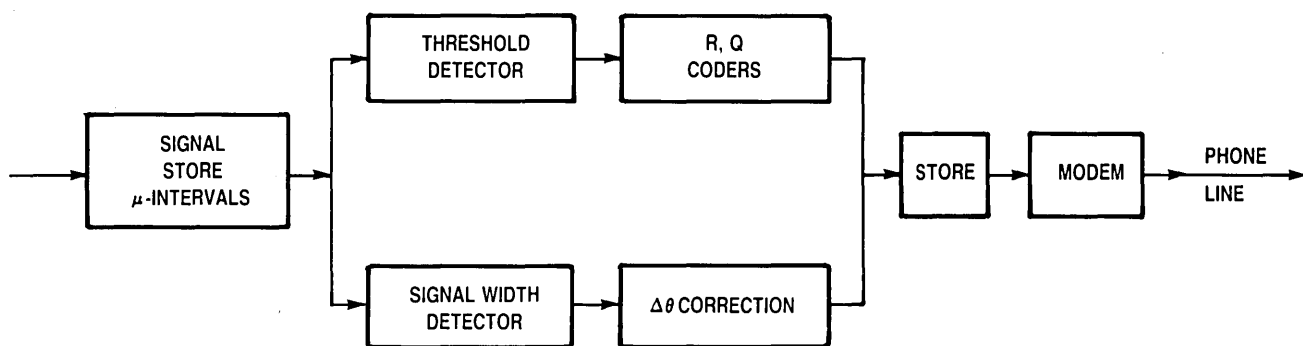 THRESHOLD
DETECTOR
R, Q
CODERS
SIGNAL
STORE
μ-INTERVALS
STORE
MODEM
PHONE
LINE
SIGNAL WIDTH
DETECTOR
Δθ CORRECTION